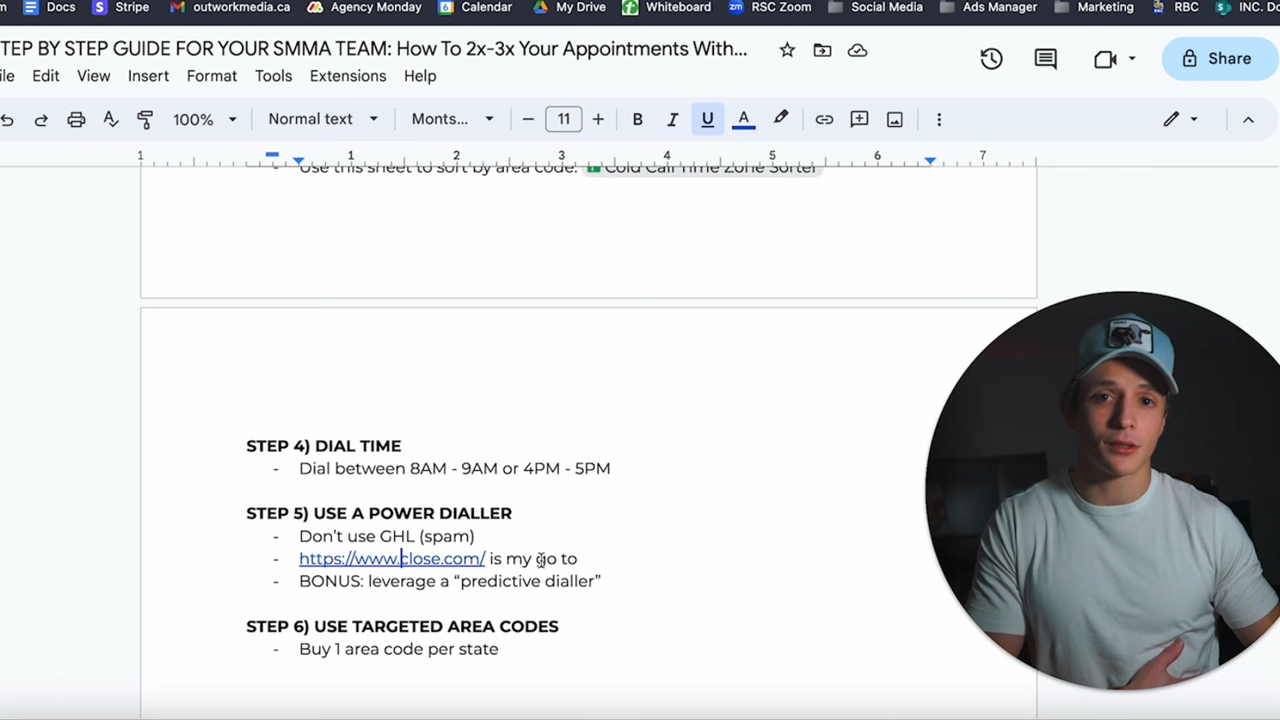 Docs Stripe outworkmedia.ca Agency Monday Calendar My Drive Whiteboard RSC Zoom Social Media Ads Manager Marketing RBC INC. Do
TEP BY STEP GUIDE FOR YOUR SMMA TEAM: How To 2x-3x Your Appointments With...
Share
ile Edit View Insert Format Tools Extensions Help
100% Normal text Monts... 11 B I U A
1 1 2 3 4 5 6 7
- Use this sheet to sort by area code: Cold Call Time Zone Sorter
STEP 4) DIAL TIME
- Dial between 8AM - 9AM or 4PM - 5PM
STEP 5) USE A POWER DIALLER
- Don't use GHL (spam)
- https://www.close.com/ is my go to
- BONUS: leverage a “predictive dialler”
STEP 6) USE TARGETED AREA CODES
- Buy 1 area code per state